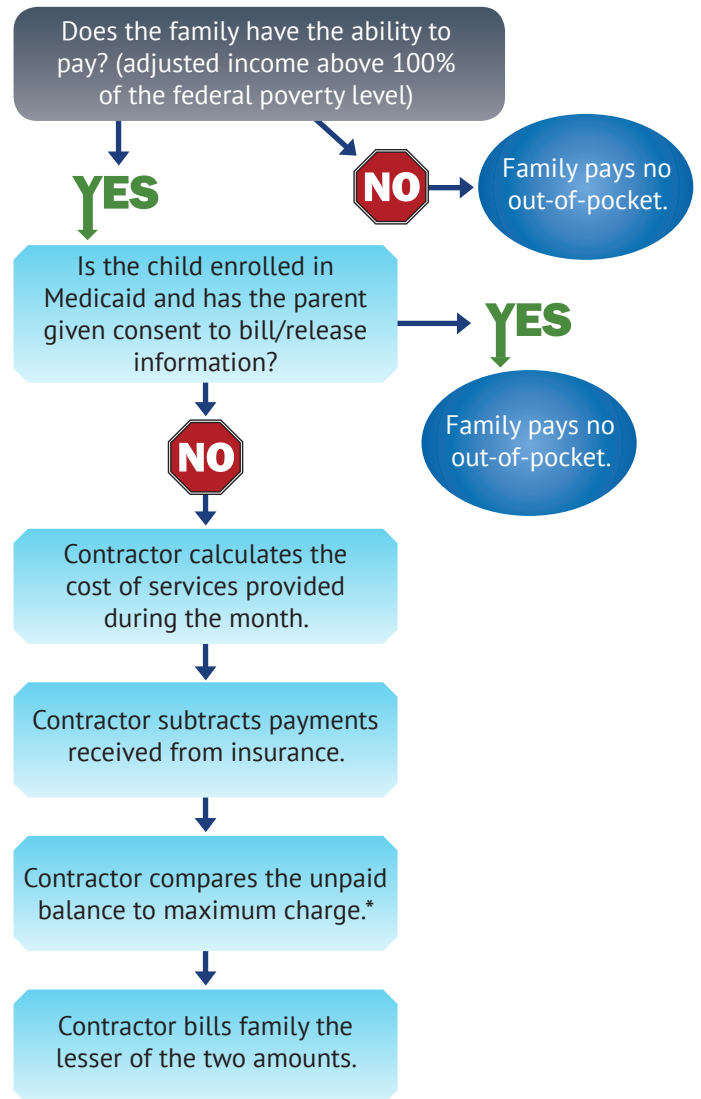 Does the family have the ability to
pay? (adjusted income above 100%
of the federal poverty level)
YES
NO
Family pays no
out-of-pocket.
Is the child enrolled in
Medicaid and has the parent
given consent to bill/release
information?
YES
Family pays no
out-of-pocket.
NO
Contractor calculates the
cost of services provided
during the month.
Contractor subtracts payments
received from insurance.
Contractor compares the unpaid
balance to maximum charge.*
Contractor bills family the
lesser of the two amounts.